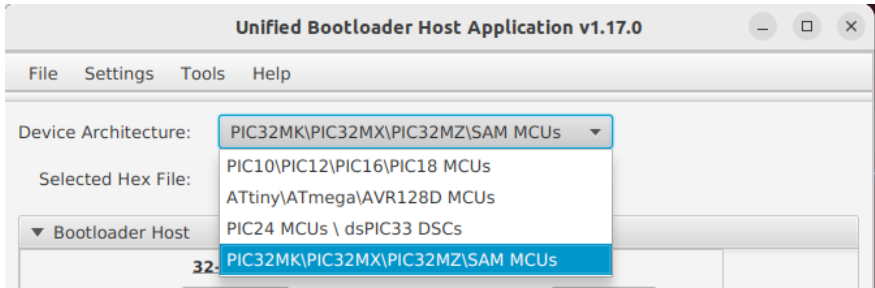 Unified Bootloader Host Application v1.17.0
File Settings Tools Help
Device Architecture: PIC32MK\PIC32MX\PIC32MZ\SAM MCUs
PIC10\PIC12\PIC16\PIC18 MCUs
Selected Hex File:
ATtiny\ATmega\AVR128D MCUs
PIC24 MCUs \ dsPIC33 DSCs
Bootloader Host
PIC32MK\PIC32MX\PIC32MZ\SAM MCUs
32-